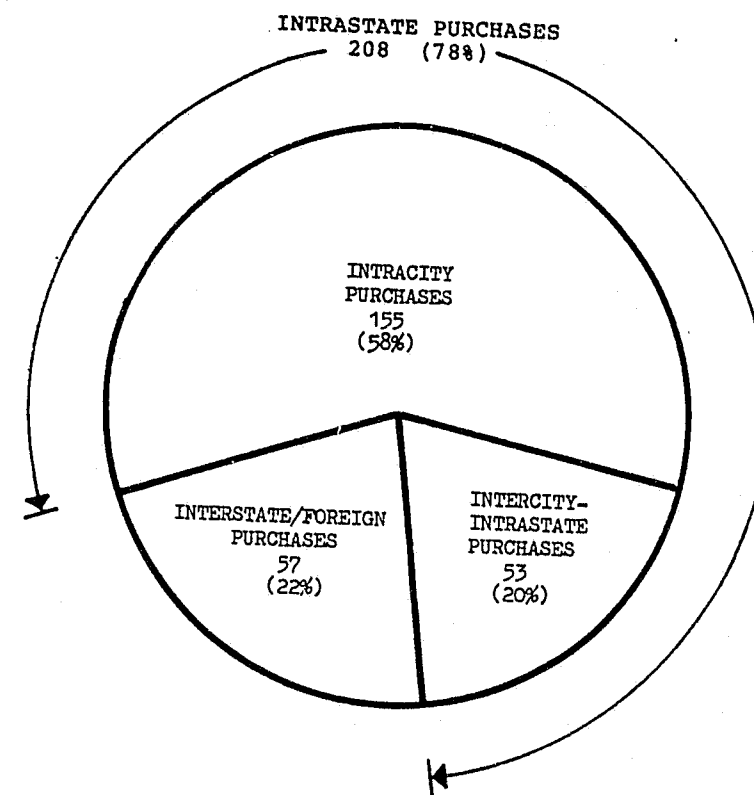 INTRASTATE PURCHASES
208 (78%)
INTRACITY
PURCHASES
155
(58%)
INTERSTATE/FOREIGN
PURCHASES
57
(22%)
INTERCITY-
INTRASTATE
PURCHASES
53
(20%)